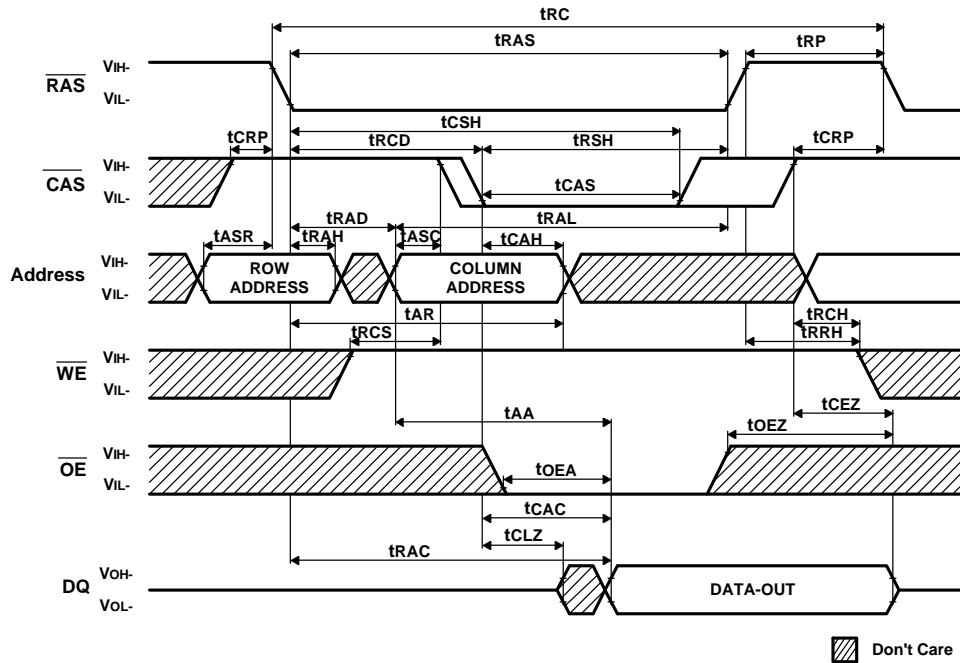 tRC
tRAS
tRP
RAS
VIH-
VIL-
tCSH
tCRP
tRCD
tRSH
tCRP
CAS
VIH-
VIL-
tCAS
tRAD
tRAL
tASR
tRAH
tASC
tCAH
Address
VIH-
VIL-
ROW
ADDRESS
COLUMN
ADDRESS
tAR
tRCH
tRCS
tRRH
WE
VIH-
VIL-
tCEZ
tAA
tOEZ
OE
VIH-
VIL-
tOEA
tCAC
tCLZ
tRAC
DQ
VOH-
VOL-
DATA-OUT
Don't Care